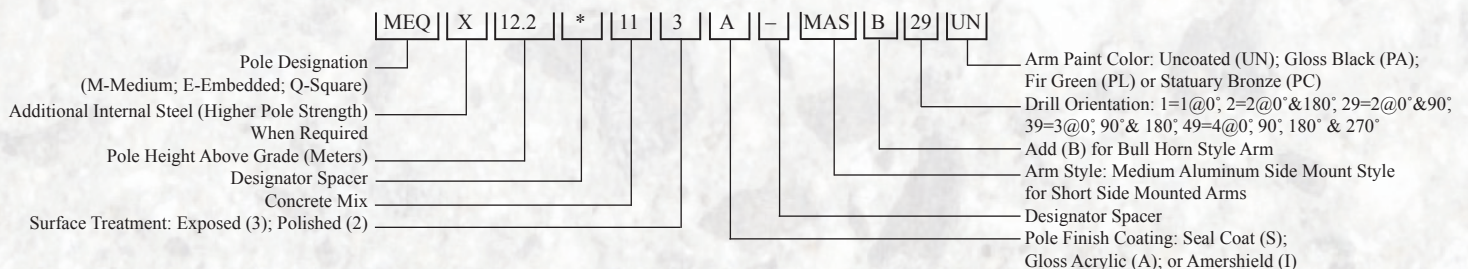 MEQ X 12.2 * 11 3 A – MAS B 29 UN
Pole Designation
(M-Medium; E-Embedded; Q-Square)
Additional Internal Steel (Higher Pole Strength)
When Required
Pole Height Above Grade (Meters)
Designator Spacer
Concrete Mix
Surface Treatment: Exposed (3); Polished (2)
Arm Paint Color: Uncoated (UN); Gloss Black (PA);
Fir Green (PL) or Statuary Bronze (PC)
Drill Orientation: 1=1@0°, 2=2@0°&180°, 29=2@0°&90°,
39=3@0°, 90°& 180°, 49=4@0°, 90°, 180° & 270°
Add (B) for Bull Horn Style Arm
Arm Style: Medium Aluminum Side Mount Style
for Short Side Mounted Arms
Designator Spacer
Pole Finish Coating: Seal Coat (S);
Gloss Acrylic (A); or Amershield (I)